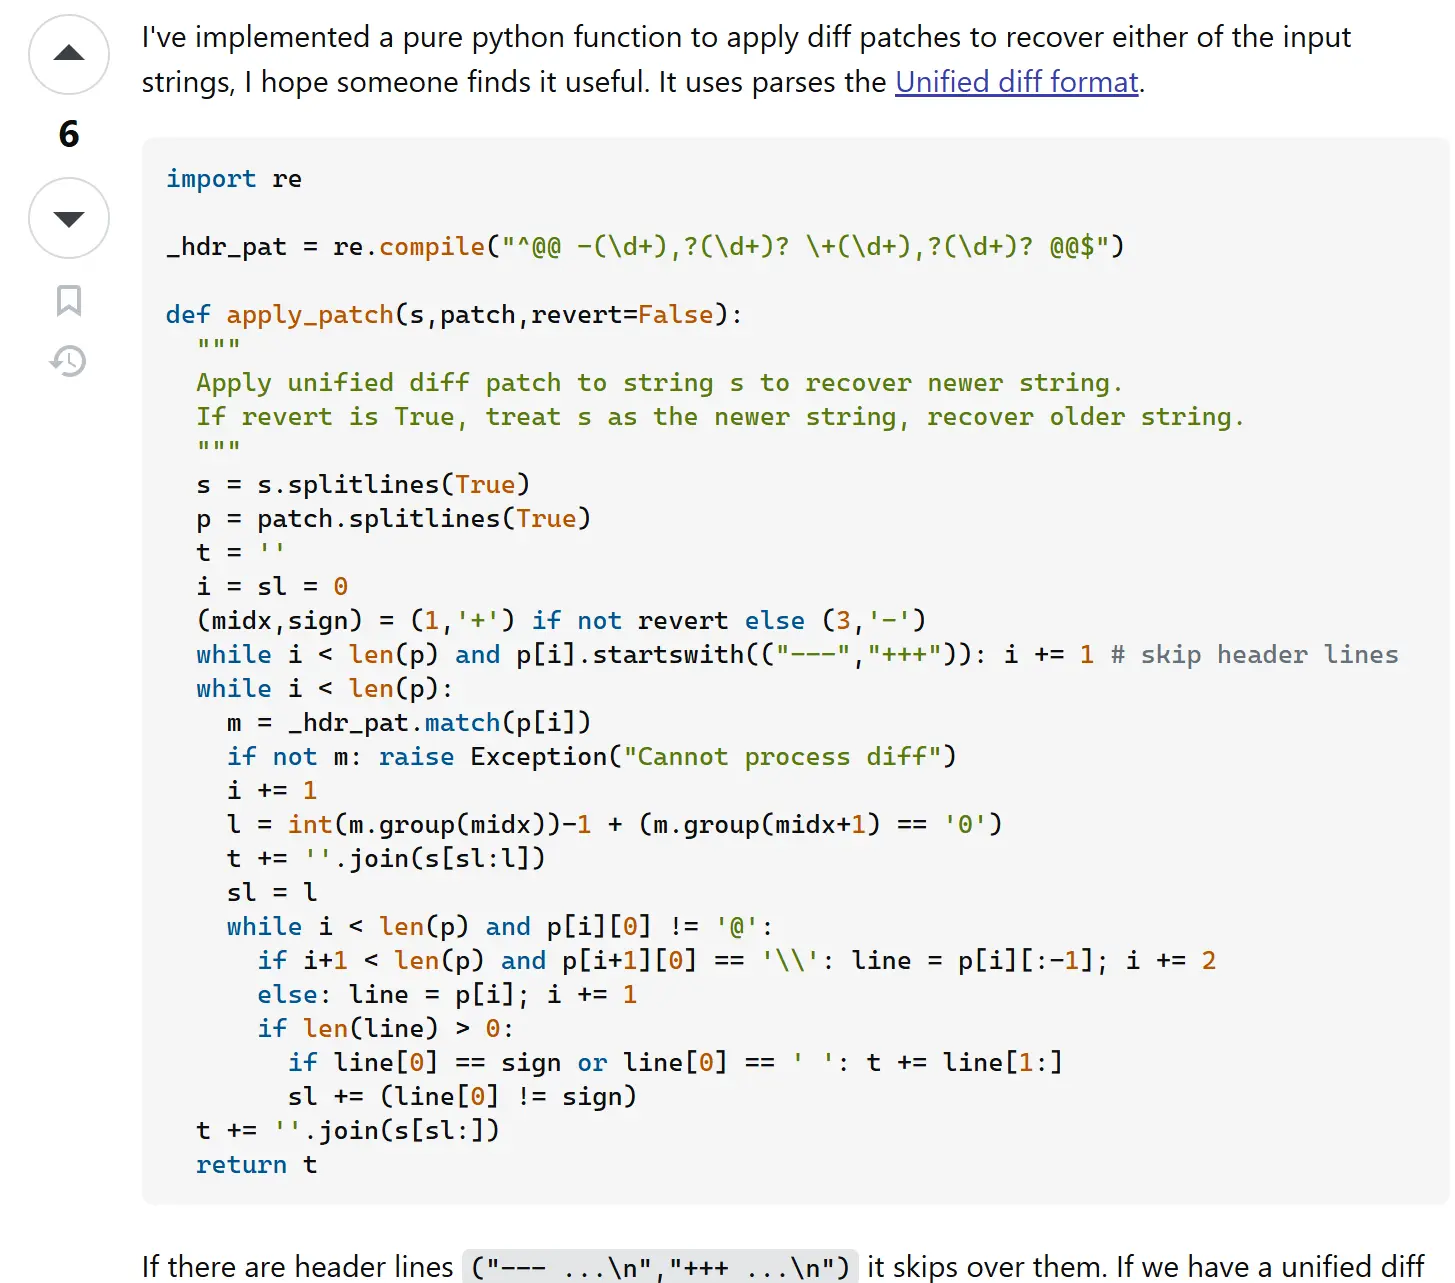 I've implemented a pure python function to apply diff patches to recover either of the input
strings, I hope someone finds it useful. It uses parses the Unified diff format.
6
import re

_hdr_pat = re.compile("^@@ -(\d+),?(\d+)? \+(\d+),?(\d+)? @@$")

def apply_patch(s,patch,revert=False):
  """
  Apply unified diff patch to string s to recover newer string.
  If revert is True, treat s as the newer string, recover older string.
  """
  s = s.splitlines(True)
  p = patch.splitlines(True)
  t = ''
  i = sl = 0
  (midx,sign) = (1,'+') if not revert else (3,'-')
  while i < len(p) and p[i].startswith(("---","+++")): i += 1 # skip header lines
  while i < len(p):
    m = _hdr_pat.match(p[i])
    if not m: raise Exception("Cannot process diff")
    i += 1
    l = int(m.group(midx))-1 + (m.group(midx+1) == '0')
    t += ''.join(s[sl:l])
    sl = l
    while i < len(p) and p[i][0] != '@':
      if i+1 < len(p) and p[i+1][0] == '\\': line = p[i][:-1]; i += 2
      else: line = p[i]; i += 1
      if len(line) > 0:
        if line[0] == sign or line[0] == ' ': t += line[1:]
        sl += (line[0] != sign)
  t += ''.join(s[sl:])
  return t

If there are header lines ("--- ...\n","+++ ...\n") it skips over them. If we have a unified diff